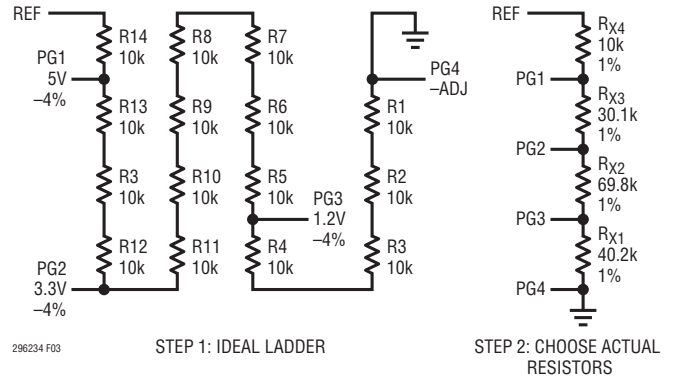 REF
R14
10k
R8
10k
R7
10k
PG1
5V
–4%
R13
10k
R9
10k
R6
10k
PG4
–ADJ
R1
10k
R3
10k
R10
10k
R5
10k
PG3
1.2V
–4%
R2
10k
PG2
3.3V
–4%
R12
10k
R11
10k
R4
10k
R3
10k
296234 F03
STEP 1: IDEAL LADDER
REF
RX4
10k
1%
PG1
RX3
30.1k
1%
PG2
RX2
69.8k
1%
PG3
RX1
40.2k
1%
PG4
STEP 2: CHOOSE ACTUAL
RESISTORS